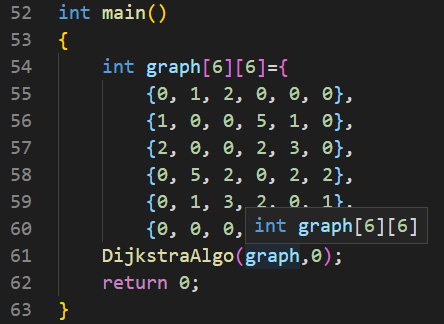 52 int main()
53 {
54     int graph[6][6]={
55         {0, 1, 2, 0, 0, 0},
56         {1, 0, 0, 5, 1, 0},
57         {2, 0, 0, 2, 3, 0},
58         {0, 5, 2, 0, 2, 2},
59         {0, 1, 3, 2, 0, 1},
60         {0, 0, 0, int graph[6][6]
61     DijkstraAlgo(graph,0);
62     return 0;
63 }